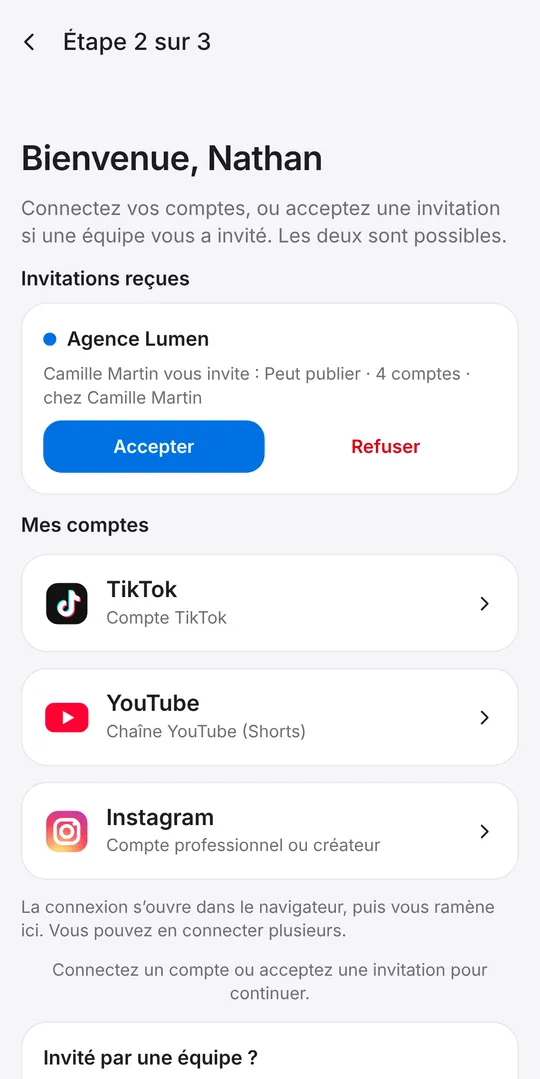 Étape 2 sur 3
Bienvenue, Nathan
Connectez vos comptes, ou acceptez une invitation
si une équipe vous a invité. Les deux sont possibles.
Invitations reçues
Agence Lumen
Camille Martin vous invite : Peut publier · 4 comptes ·
chez Camille Martin
Accepter
Refuser
Mes comptes
TikTok
Compte TikTok
YouTube
Chaîne YouTube (Shorts)
Instagram
Compte professionnel ou créateur
La connexion s’ouvre dans le navigateur, puis vous ramène
ici. Vous pouvez en connecter plusieurs.
Connectez un compte ou acceptez une invitation pour
continuer.
Invité par une équipe ?